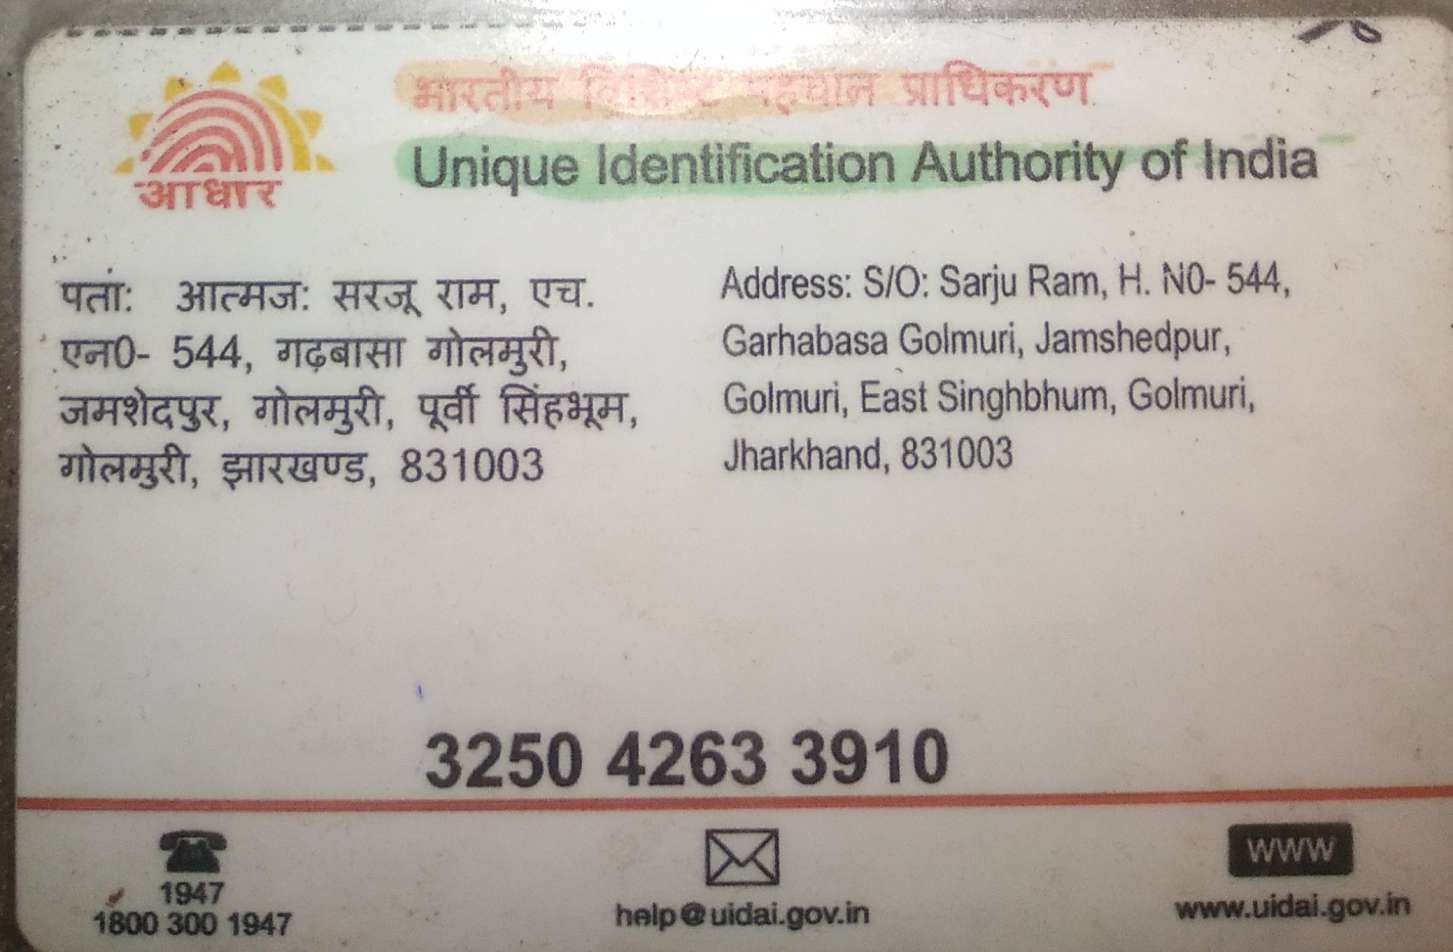 भारतीय विशिष्ट पहचान प्राधिकरण
Unique Identification Authority of India
आधार
पता: आत्मज: सरजू राम, एच.
एन0- 544, गढ़बासा गोलमुरी,
जमशेदपुर, गोलमुरी, पूर्वी सिंहभूम,
गोलमुरी, झारखण्ड, 831003
Address: S/O: Sarju Ram, H. N0- 544,
Garhabasa Golmuri, Jamshedpur,
Golmuri, East Singhbhum, Golmuri,
Jharkhand, 831003
3250 4263 3910
1947
1800 300 1947
help@uidai.gov.in
WWW
www.uidai.gov.in